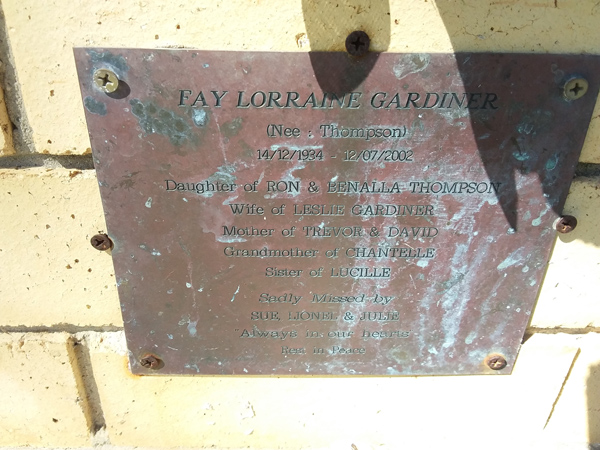 FAY LORRAINE GARDINER
(Nee : Thompson)
14/12/1934 - 12/07/2002
Daughter of RON & BENALLA THOMPSON
Wife of LESLIE GARDINER
Mother of TREVOR & DAVID
Grandmother of CHANTELLE
Sister of LUCILLE
Sadly Missed by
SUE, LIONEL & JULIE
"Always in our hearts
Rest in Peace